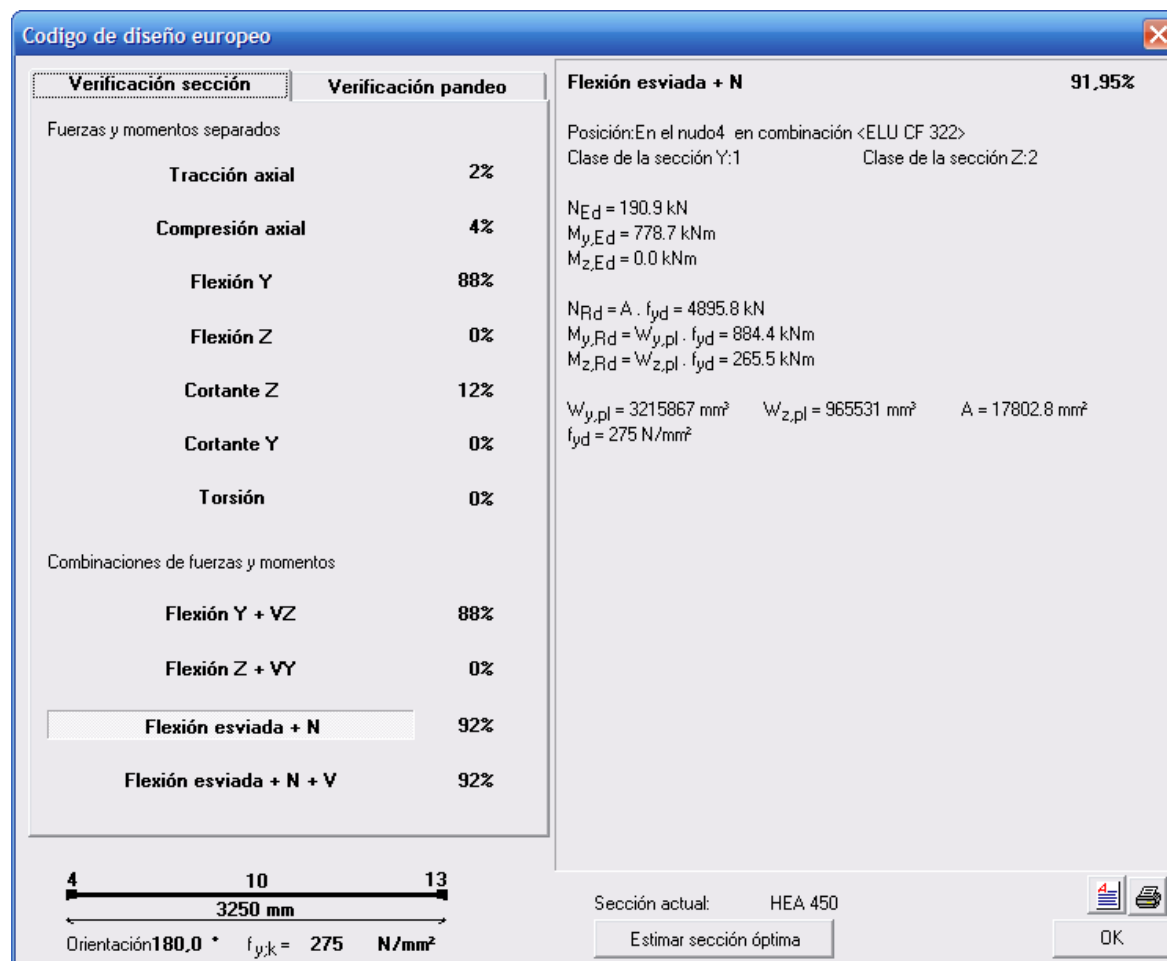 Codigo de diseño europeo
Verificación sección
Verificación pandeo
Fuerzas y momentos separados
Tracción axial 2%
Compresión axial 4%
Flexión Y 88%
Flexión Z 0%
Cortante Z 12%
Cortante Y 0%
Torsión 0%
Combinaciones de fuerzas y momentos
Flexión Y + VZ 88%
Flexión Z + VY 0%
Flexión esviada + N 92%
Flexión esviada + N + V 92%
4 10 13
3250 mm
Orientación180,0 ° fy;k = 275 N/mm²
Flexión esviada + N 91,95%
Posición:En el nudo4 en combinación <ELU CF 322>
Clase de la sección Y:1 Clase de la sección Z:2
NEd = 190.9 kN
My,Ed = 778.7 kNm
Mz,Ed = 0.0 kNm
NRd = A . fyd = 4895.8 kN
My,Rd = Wy,pl . fyd = 884.4 kNm
Mz,Rd = Wz,pl . fyd = 265.5 kNm
Wy,pl = 3215867 mm³ Wz,pl = 965531 mm³ A = 17802.8 mm²
fyd = 275 N/mm²
Sección actual: HEA 450
Estimar sección óptima
OK